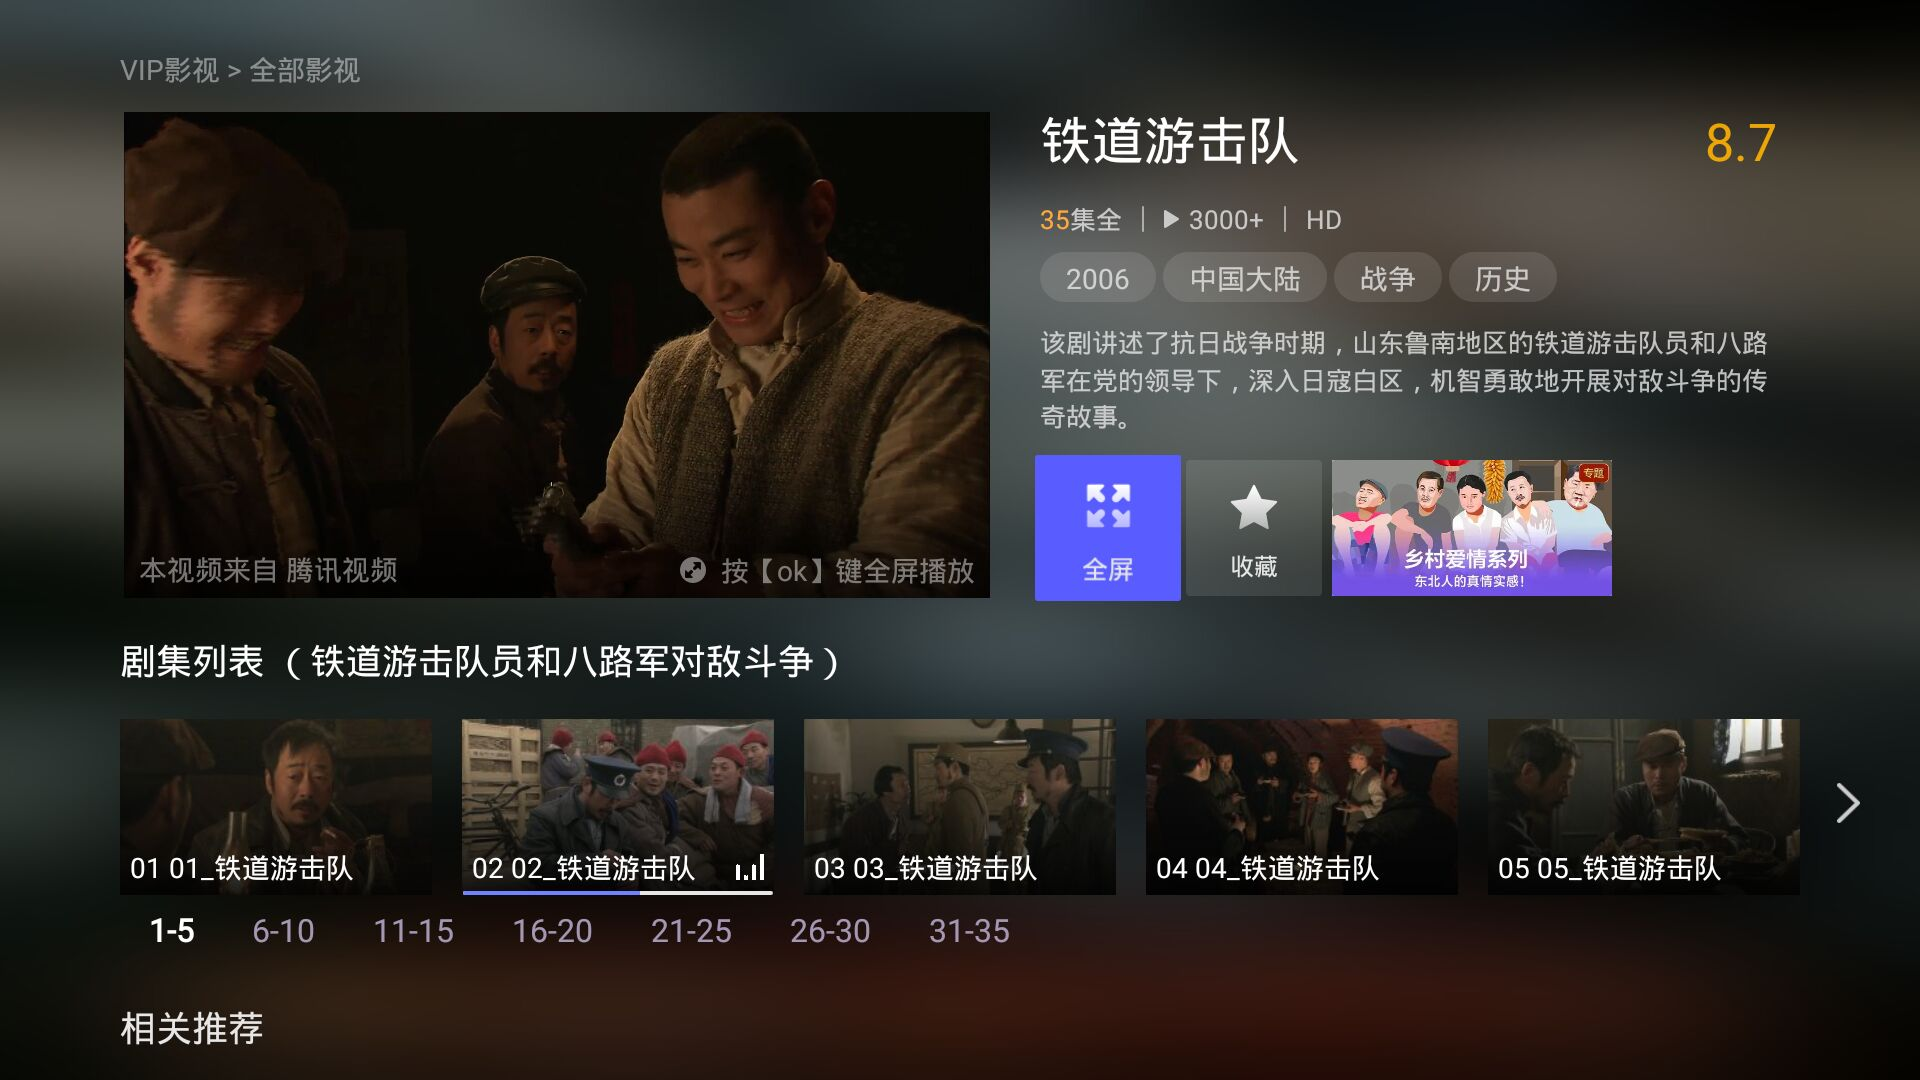 VIP影视 > 全部影视
本视频来自 腾讯视频
按【ok】键全屏播放
铁道游击队
8.7
35集全 | 3000+ | HD
2006 中国大陆 战争 历史
该剧讲述了抗日战争时期，山东鲁南地区的铁道游击队员和八路
军在党的领导下，深入日寇白区，机智勇敢地开展对敌斗争的传
奇故事。
全屏
收藏
专题
乡村爱情系列
东北人的真情实感！
剧集列表（铁道游击队员和八路军对敌斗争）
01 01_铁道游击队
02 02_铁道游击队
03 03_铁道游击队
04 04_铁道游击队
05 05_铁道游击队
1-5 6-10 11-15 16-20 21-25 26-30 31-35
相关推荐